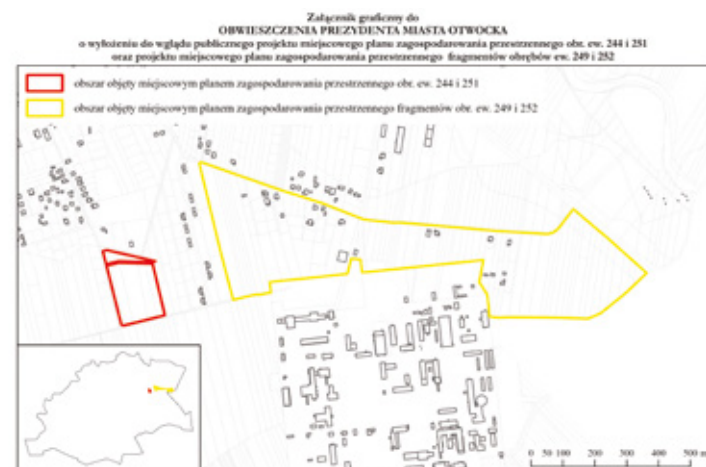 Załącznik graficzny do
OBWIESZCZENIA PREZYDENTA MIASTA OTWOCKA
o wyłożeniu do wglądu publicznego projektu miejscowego planu zagospodarowania przestrzennego obr. ew. 244 i 251
oraz projektu miejscowego planu zagospodarowania przestrzennego fragmentów obrębów ew. 249 i 252
obszar objęty miejscowym planem zagospodarowania przestrzennego obr. ew. 244 i 251
obszar objęty miejscowym planem zagospodarowania przestrzennego fragmentów obr. ew. 249 i 252
0 50 100 200 300 400 500 m